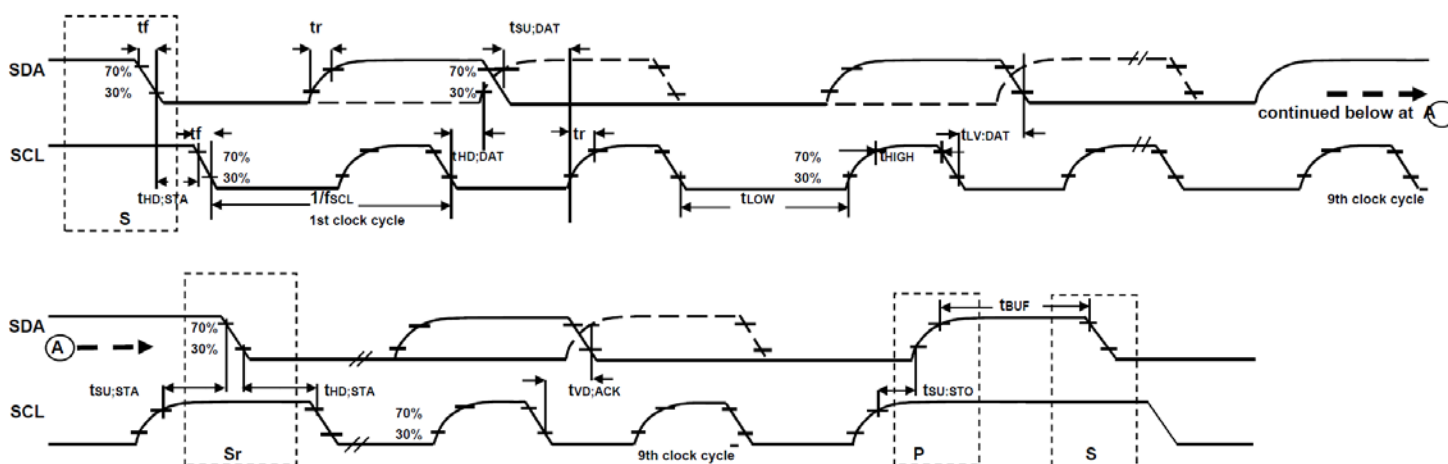 tf tr tSU;DAT
SDA 70% 70%
30% 30%
continued below at A
tf tHD;DAT tr tHIGH tLV:DAT
SCL 70% 70%
30% 30%
tHD;STA 1/fSCL tLOW
S 1st clock cycle 9th clock cycle
tBUF
SDA 70%
A 30%
tSU;STA tHD;STA tVD;ACK tSU:STO
SCL 70%
30%
Sr 9th clock cycle P S